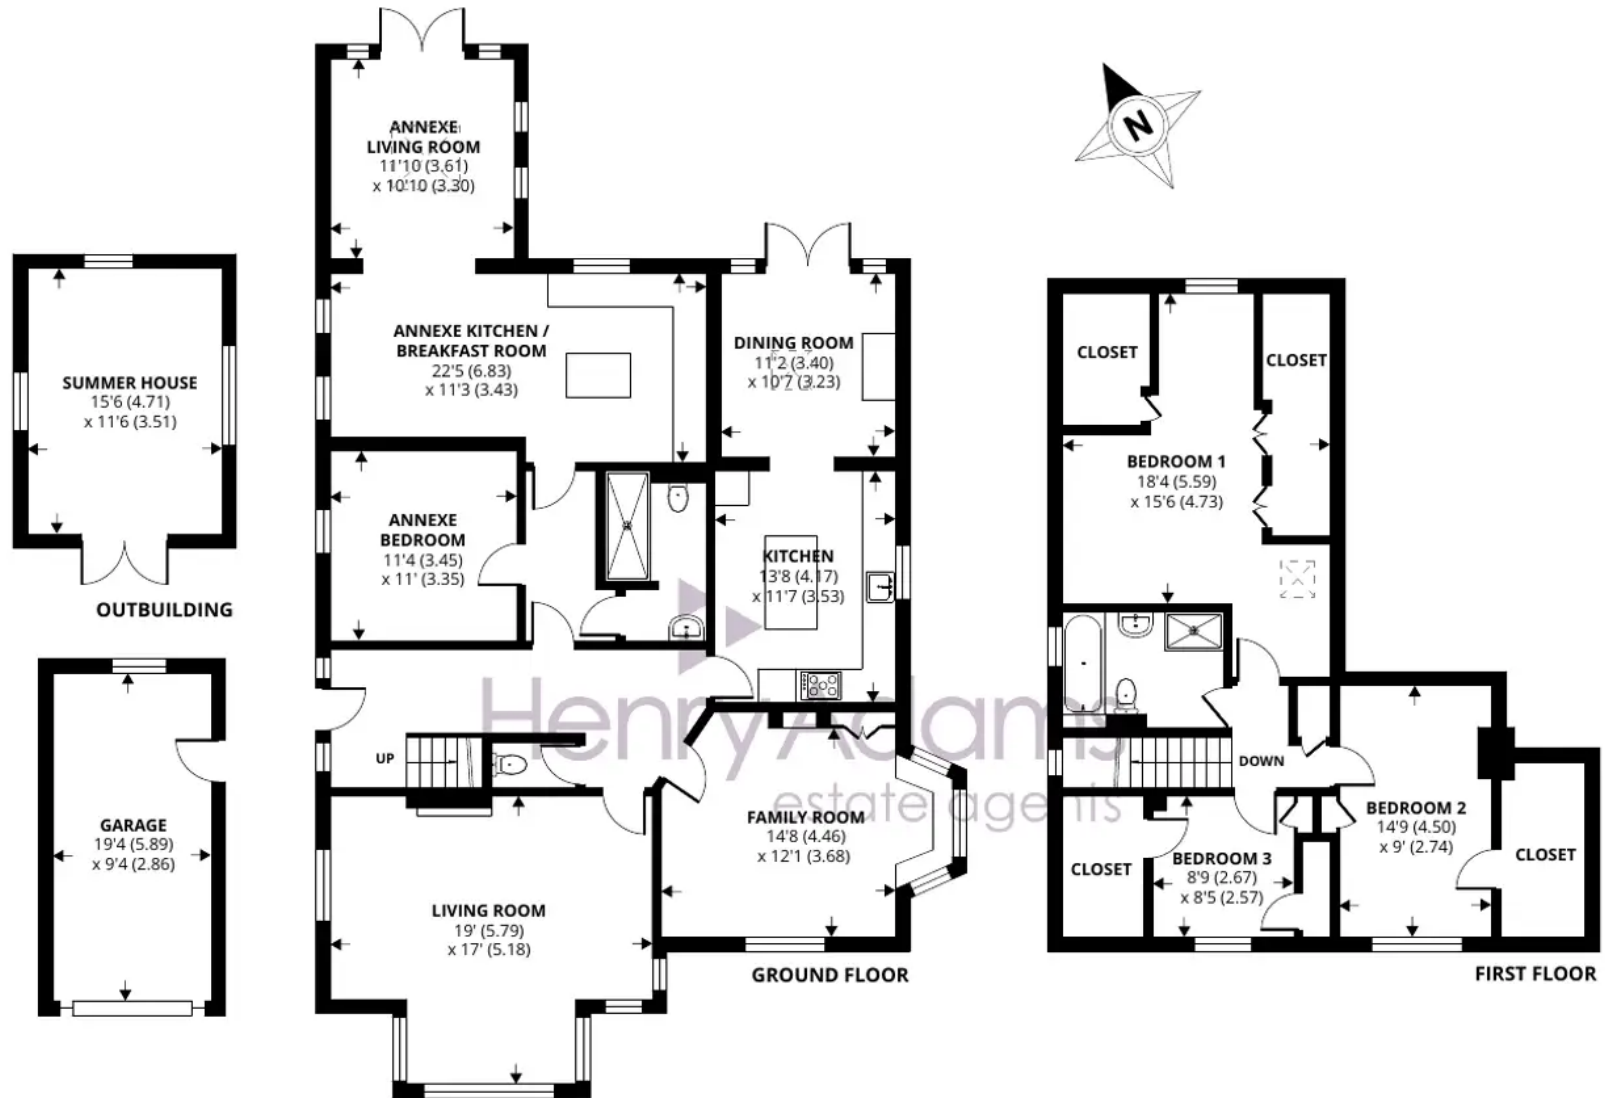 ANNEXE
LIVING ROOM
11'10 (3.61)
x 10'10 (3.30)
N
SUMMER HOUSE
15'6 (4.71)
x 11'6 (3.51)
OUTBUILDING
ANNEXE KITCHEN /
BREAKFAST ROOM
22'5 (6.83)
x 11'3 (3.43)
DINING ROOM
11'2 (3.40)
x 10'7 (3.23)
ANNEXE
BEDROOM
11'4 (3.45)
x 11' (3.35)
KITCHEN
13'8 (4.17)
x 11'7 (3.53)
Henry Adams
estate agents
UP
GARAGE
19'4 (5.89)
x 9'4 (2.86)
LIVING ROOM
19' (5.79)
x 17' (5.18)
FAMILY ROOM
14'8 (4.46)
x 12'1 (3.68)
GROUND FLOOR
CLOSET
CLOSET
BEDROOM 1
18'4 (5.59)
x 15'6 (4.73)
DOWN
BEDROOM 2
14'9 (4.50)
x 9' (2.74)
CLOSET
BEDROOM 3
8'9 (2.67)
x 8'5 (2.57)
CLOSET
FIRST FLOOR